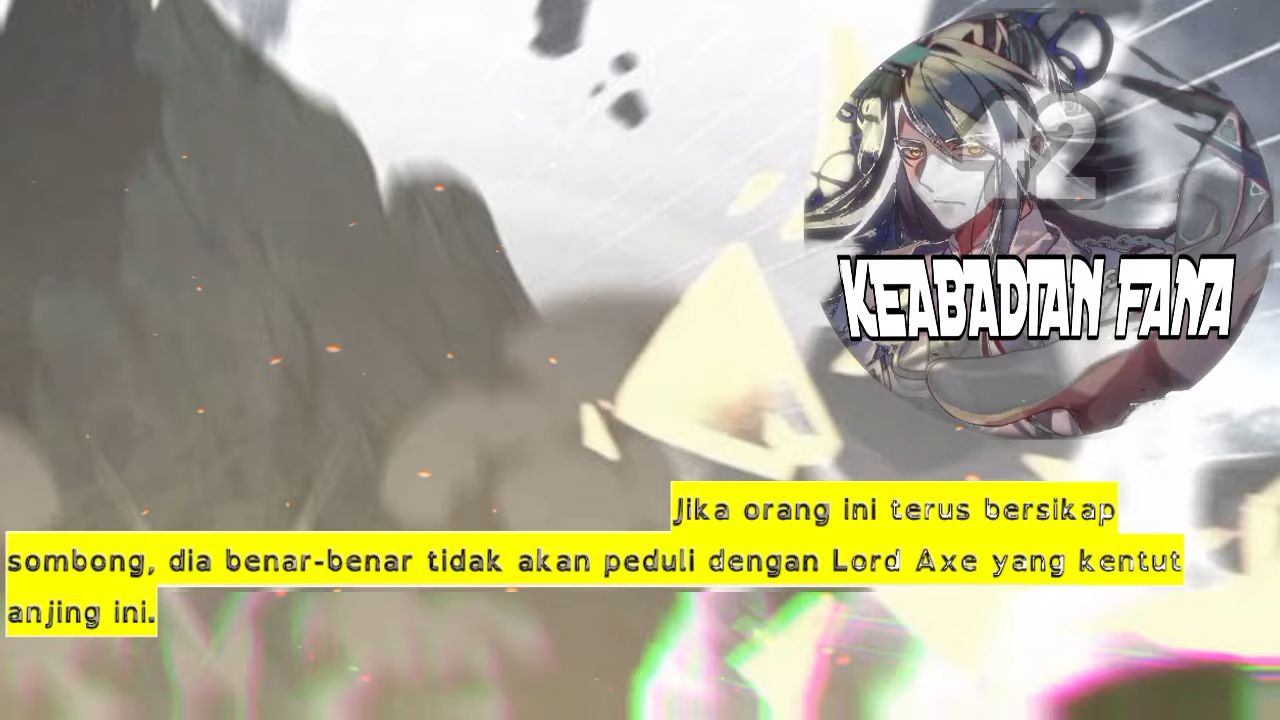 42
KEABADIAN FANA
Jika orang ini terus bersikap
sombong, dia benar-benar tidak akan peduli dengan Lord Axe yang kentut
anjing ini.